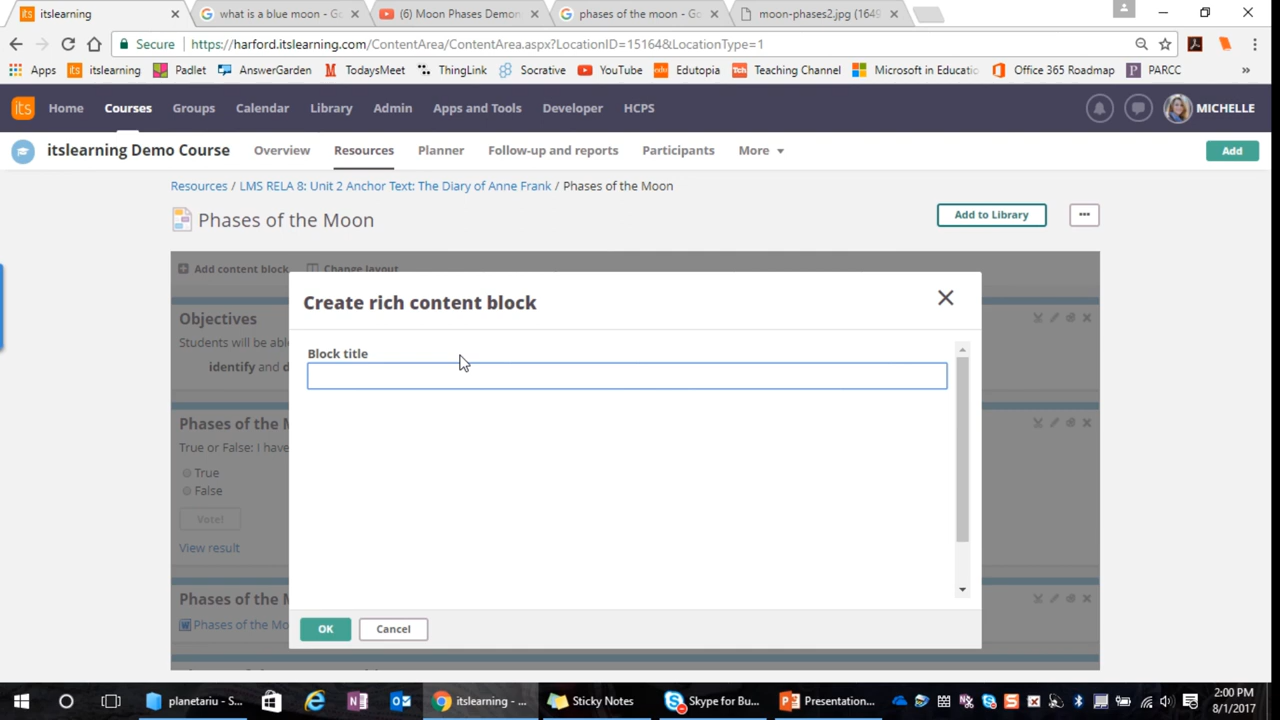 itslearning
what is a blue moon - Go
(6) Moon Phases Demon
phases of the moon - Go
moon-phases2.jpg (1649
Secure
https://harford.itslearning.com/ContentArea/ContentArea.aspx?LocationID=15164&LocationType=1
Apps
itslearning
Padlet
AnswerGarden
TodaysMeet
ThingLink
Socrative
YouTube
Edutopia
Teaching Channel
Microsoft in Educatic
Office 365 Roadmap
PARCC
its
Home
Courses
Groups
Calendar
Library
Admin
Apps and Tools
Developer
HCPS
MICHELLE
itslearning Demo Course
Overview
Resources
Planner
Follow-up and reports
Participants
More
Add
Resources / LMS RELA 8: Unit 2 Anchor Text: The Diary of Anne Frank / Phases of the Moon
Phases of the Moon
Add to Library
Add content block
Change layout
Create rich content block
Objectives
Students will be abl
identify and d
Block title
Phases of the M
True or False: I have
True
False
Vote!
View result
Phases of the M
Phases of the Mo
OK
Cancel
planetariu - S...
itslearning - ...
Sticky Notes
Skype for Bu...
Presentation...
2:00 PM
8/1/2017